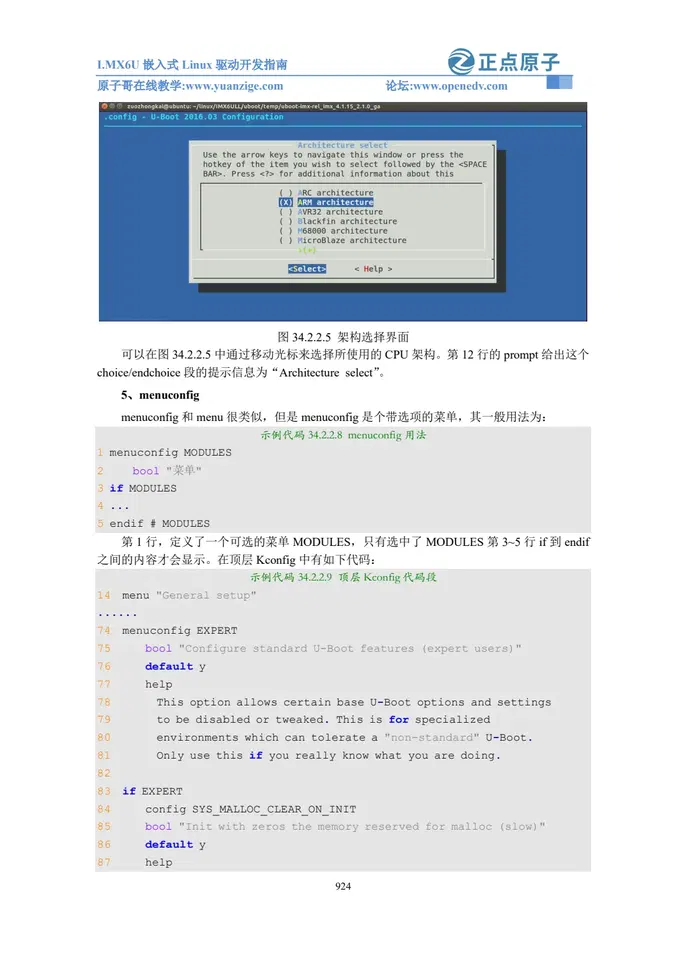 I.MX6U 嵌入式 Linux 驱动开发指南
正点原子
原子哥在线教学:www.yuanzige.com 论坛:www.openedv.com
zuozhongkai@ubuntu: ~/linux/IMX6ULL/uboot/temp/uboot-imx-rel_imx_4.1.15_2.1.0_ga
.config - U-Boot 2016.03 Configuration
Architecture select
Use the arrow keys to navigate this window or press the
hotkey of the item you wish to select followed by the <SPACE
BAR>. Press <?> for additional information about this
( ) ARC architecture
(X) ARM architecture
( ) AVR32 architecture
( ) Blackfin architecture
( ) M68000 architecture
( ) MicroBlaze architecture
<Select> < Help >
图 34.2.2.5 架构选择界面
可以在图 34.2.2.5 中通过移动光标来选择所使用的 CPU 架构。第 12 行的 prompt 给出这个
choice/endchoice 段的提示信息为“Architecture select”。
5、menuconfig
menuconfig 和 menu 很类似，但是 menuconfig 是个带选项的菜单，其一般用法为：
示例代码 34.2.2.8 menuconfig 用法
1 menuconfig MODULES
2 bool "菜单"
3 if MODULES
4 ...
5 endif # MODULES
第 1 行，定义了一个可选的菜单 MODULES，只有选中了 MODULES 第 3~5 行 if 到 endif
之间的内容才会显示。在顶层 Kconfig 中有如下代码：
示例代码 34.2.2.9 顶层 Kconfig 代码段
14 menu "General setup"
......
74 menuconfig EXPERT
75 bool "Configure standard U-Boot features (expert users)"
76 default y
77 help
78 This option allows certain base U-Boot options and settings
79 to be disabled or tweaked. This is for specialized
80 environments which can tolerate a "non-standard" U-Boot.
81 Only use this if you really know what you are doing.
82
83 if EXPERT
84 config SYS_MALLOC_CLEAR_ON_INIT
85 bool "Init with zeros the memory reserved for malloc (slow)"
86 default y
87 help
924